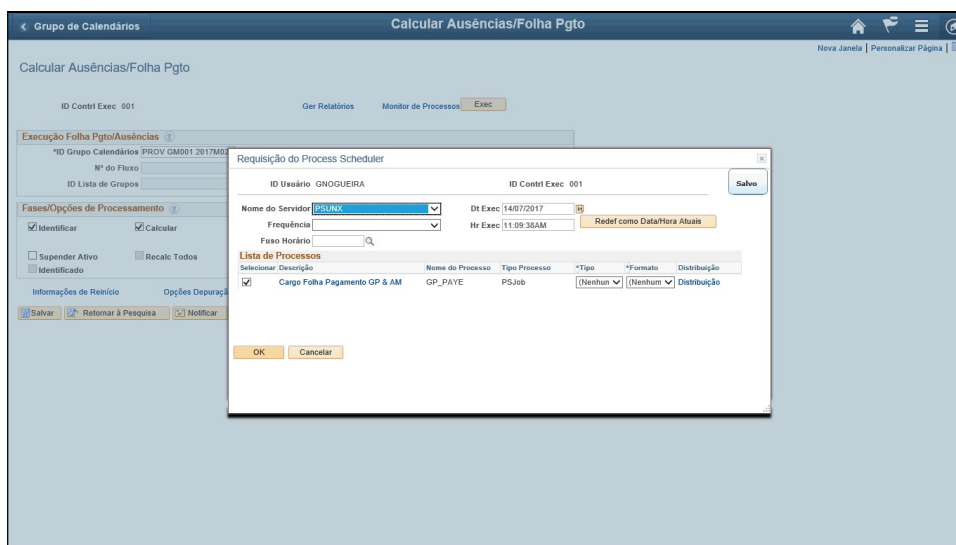 Grupo de Calendários
Calcular Ausências/Folha Pgto
Nova Janela | Personalizar Página |
Calcular Ausências/Folha Pgto
ID Contrl Exec 001 Ger Relatórios Monitor de Processos Exec
Execução Folha Pgto/Ausências
*ID Grupo Calendários PROV GM001 2017M02
Nº do Fluxo
ID Lista de Grupos
Fases/Opções de Processamento
Identificar Calcular
Supender Ativo Recalc Todos
Identificado
Informações de Reinício Opções Depuraçã
Salvar Retornar à Pesquisa Notificar
Requisição do Process Scheduler
ID Usuário GNOGUEIRA ID Contrl Exec 001 Salvo
Nome do Servidor PSUNX Dt Exec 14/07/2017
Frequência Hr Exec 11:09:38AM Redef como Data/Hora Atuais
Fuso Horário
Lista de Processos
Selecionar Descrição Nome do Processo Tipo Processo *Tipo *Formato Distribuição
Cargo Folha Pagamento GP & AM GP_PAYE PSJob (Nenhun (Nenhum Distribuição
OK Cancelar